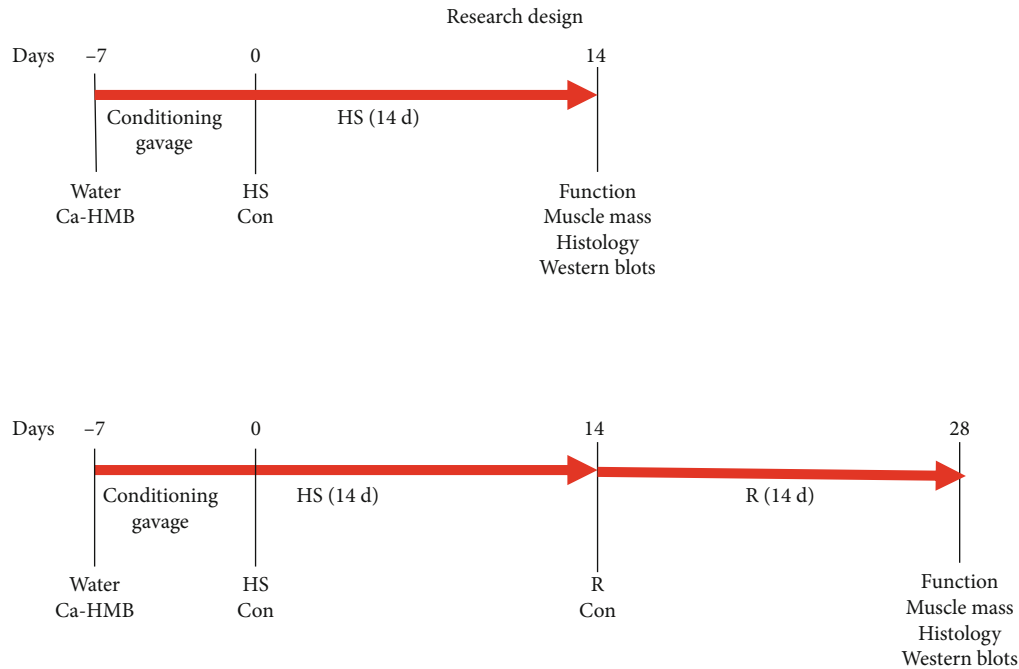 Research design
Days –7 0 14
Conditioning
gavage
HS (14 d)
Water
Ca-HMB
HS
Con
Function
Muscle mass
Histology
Western blots
Days –7 0 14 28
Conditioning
gavage
HS (14 d)
R (14 d)
Water
Ca-HMB
HS
Con
R
Con
Function
Muscle mass
Histology
Western blots